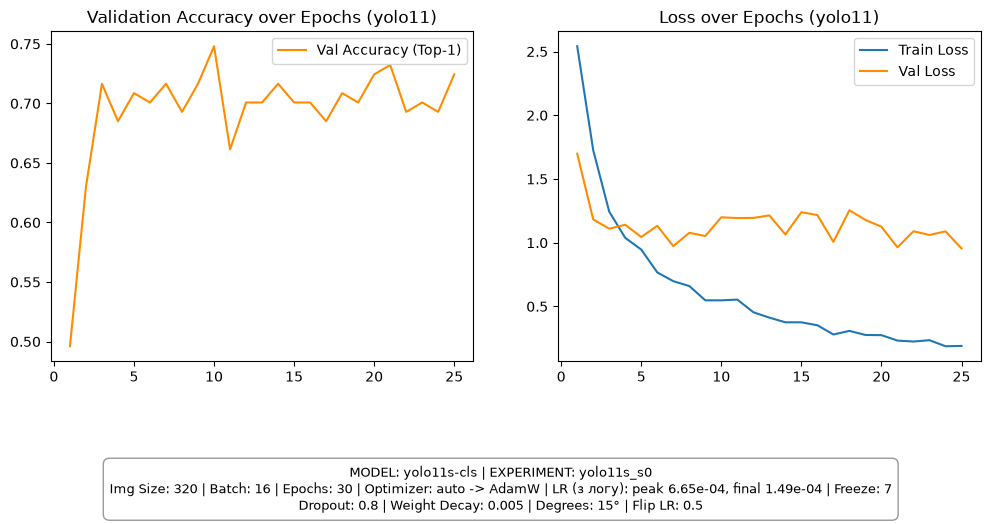 Validation Accuracy over Epochs (yolo11)
Val Accuracy (Top-1)
0.75
0.70
0.65
0.60
0.55
0.50
0 5 10 15 20 25
Loss over Epochs (yolo11)
Train Loss
Val Loss
2.5
2.0
1.5
1.0
0.5
0 5 10 15 20 25
MODEL: yolo11s-cls | EXPERIMENT: yolo11s_s0
Img Size: 320 | Batch: 16 | Epochs: 30 | Optimizer: auto -> AdamW | LR (з логу): peak 6.65e-04, final 1.49e-04 | Freeze: 7
Dropout: 0.8 | Weight Decay: 0.005 | Degrees: 15° | Flip LR: 0.5